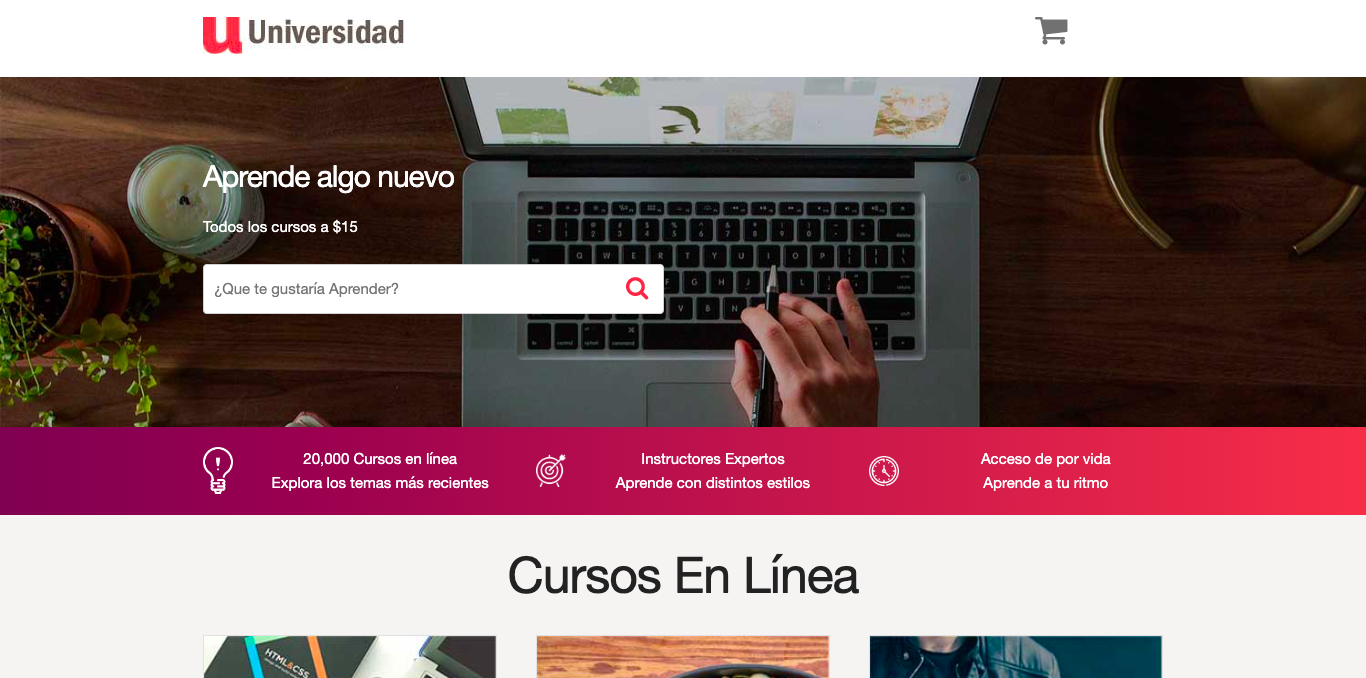 Universidad
Aprende algo nuevo
Todos los cursos a $15
¿Que te gustaría Aprender?
20,000 Cursos en línea
Explora los temas más recientes
Instructores Expertos
Aprende con distintos estilos
Acceso de por vida
Aprende a tu ritmo
Cursos En Línea
HTML&CSS